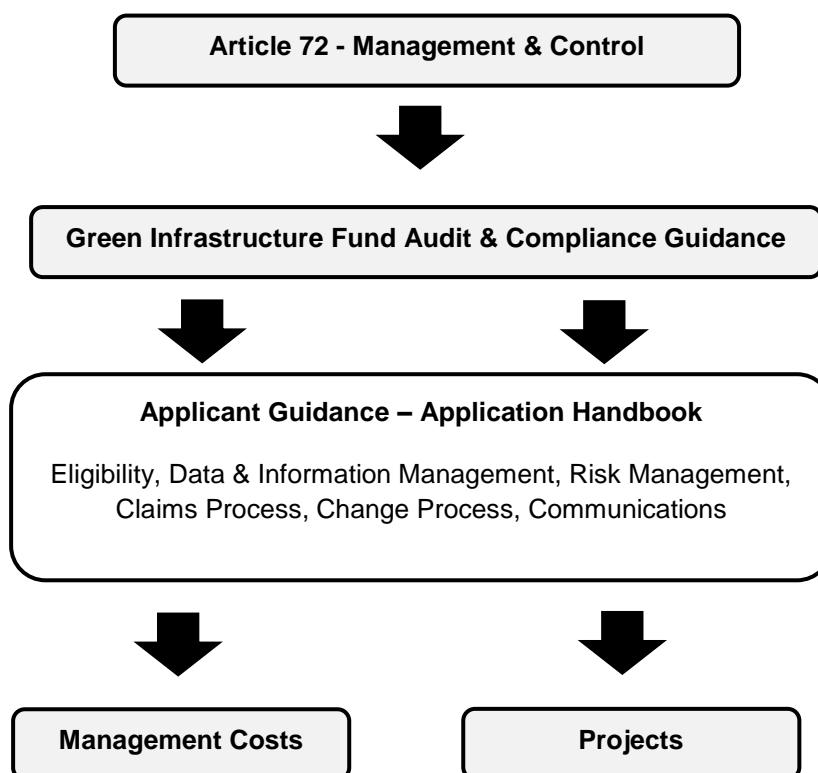 Article 72 - Management & Control
Green Infrastructure Fund Audit & Compliance Guidance
Applicant Guidance – Application Handbook
Eligibility, Data & Information Management, Risk Management,
Claims Process, Change Process, Communications
Management Costs
Projects